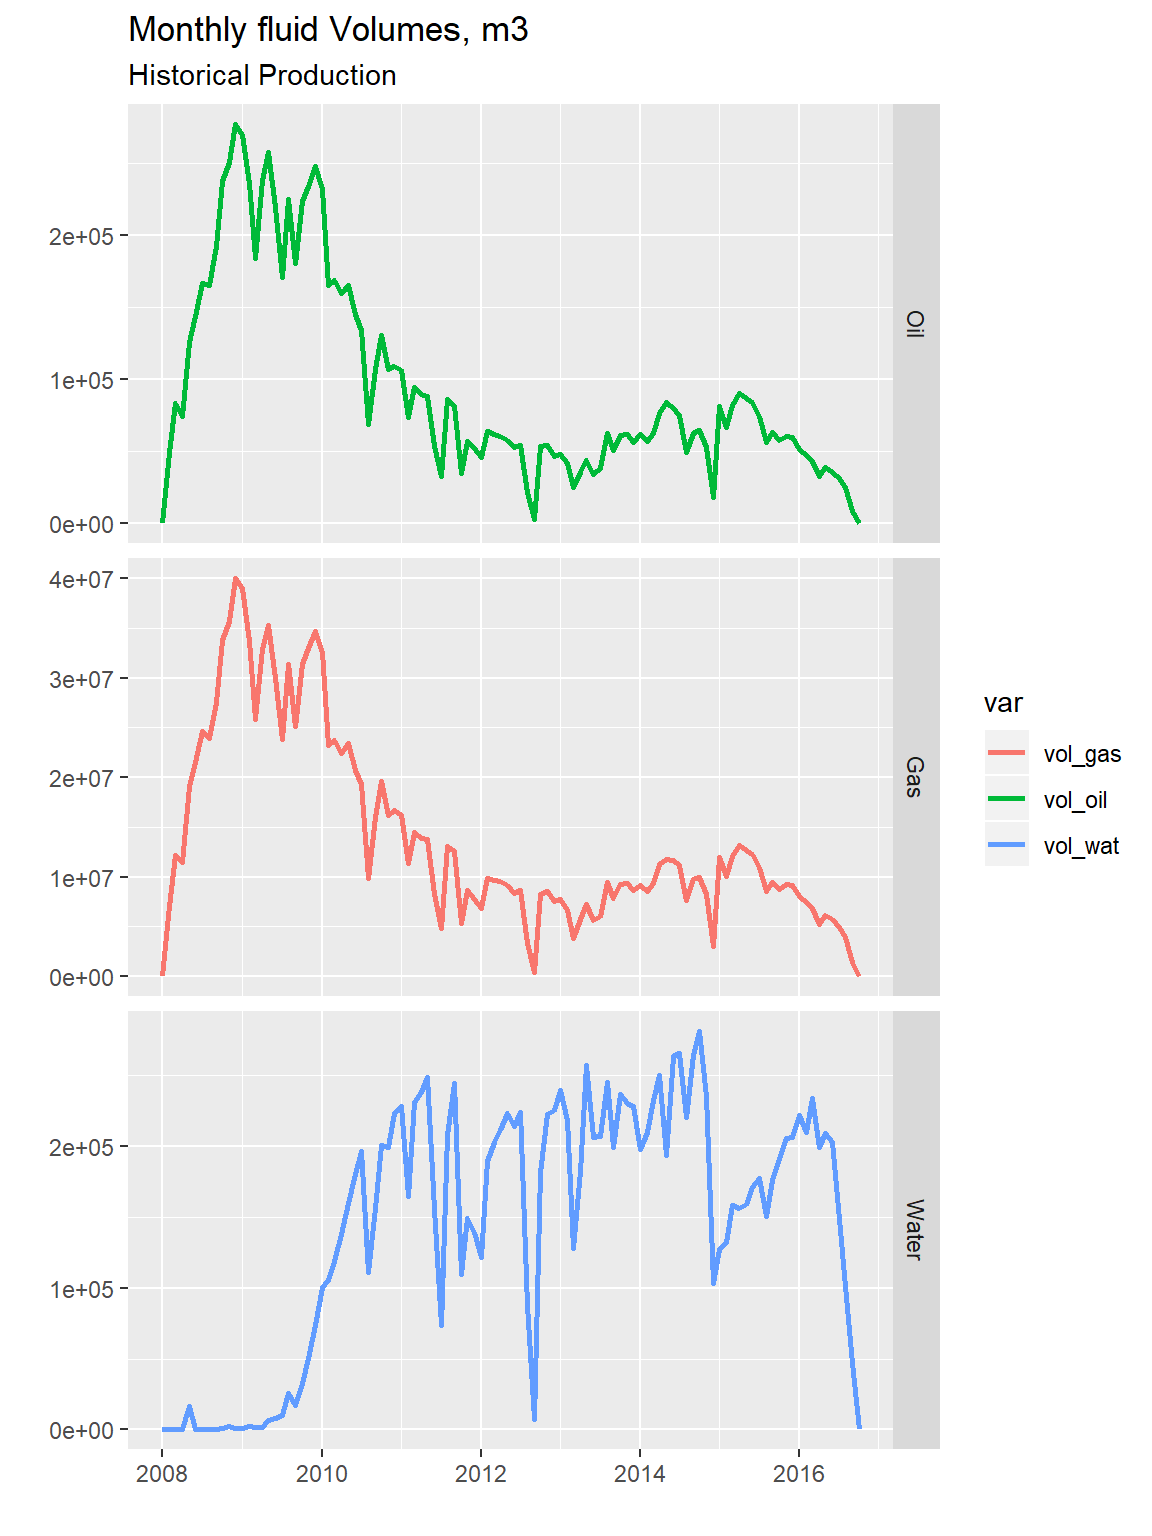 Monthly fluid Volumes, m3
Historical Production
2e+05
1e+05
0e+00
Oil
4e+07
3e+07
2e+07
1e+07
0e+00
Gas
2e+05
1e+05
0e+00
Water
2008 2010 2012 2014 2016
var
vol_gas
vol_oil
vol_wat